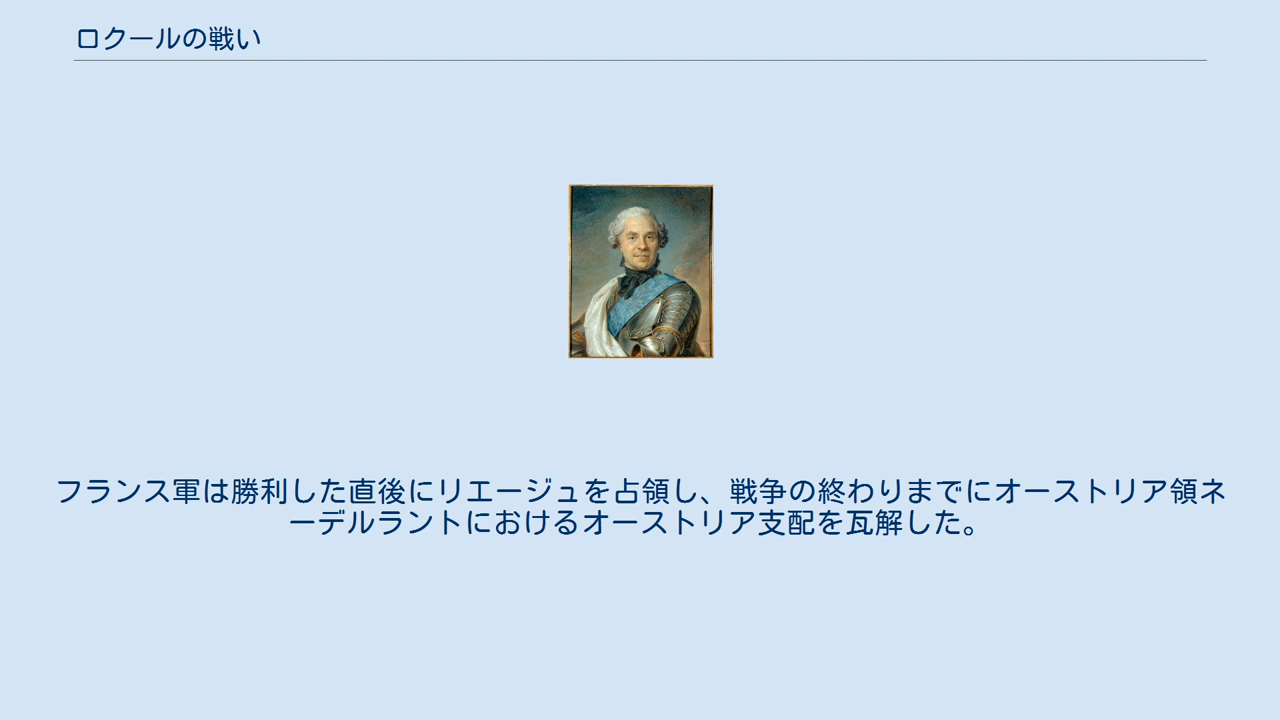 ロクールの戦い
フランス軍は勝利した直後にリエージュを占領し、戦争の終わりまでにオーストリア領ネ
ーデルラントにおけるオーストリア支配を瓦解した。